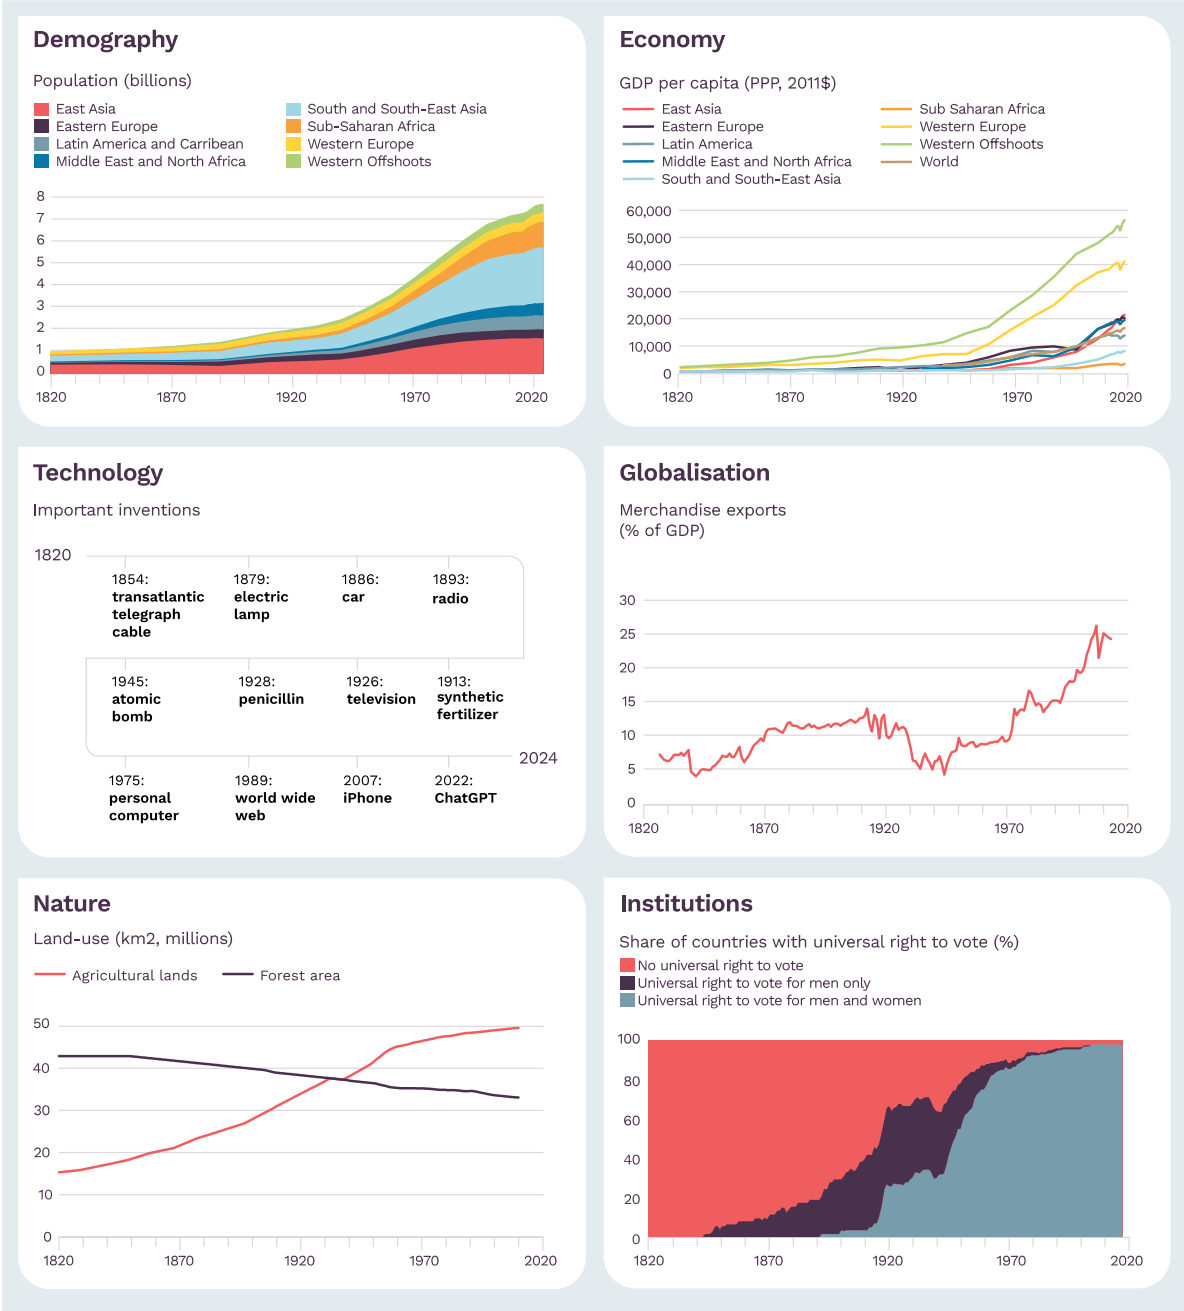 Demography
Population (billions)
East Asia
Eastern Europe
Latin America and Carribean
Middle East and North Africa
South and South-East Asia
Sub-Saharan Africa
Western Europe
Western Offshoots
8
7
6
5
4
3
2
1
0
1820 1870 1920 1970 2020
Economy
GDP per capita (PPP, 2011$)
East Asia
Eastern Europe
Latin America
Middle East and North Africa
South and South-East Asia
Sub Saharan Africa
Western Europe
Western Offshoots
World
60,000
50,000
40,000
30,000
20,000
10,000
0
1820 1870 1920 1970 2020
Technology
Important inventions
1820
1854:
transatlantic
telegraph
cable
1879:
electric
lamp
1886:
car
1893:
radio
1945:
atomic
bomb
1928:
penicillin
1926:
television
1913:
synthetic
fertilizer
2024
1975:
personal
computer
1989:
world wide
web
2007:
iPhone
2022:
ChatGPT
Globalisation
Merchandise exports
(% of GDP)
30
25
20
15
10
5
0
1820 1870 1920 1970 2020
Nature
Land-use (km2, millions)
Agricultural lands
Forest area
50
40
30
20
10
0
1820 1870 1920 1970 2020
Institutions
Share of countries with universal right to vote (%)
No universal right to vote
Universal right to vote for men only
Universal right to vote for men and women
100
80
60
40
20
0
1820 1870 1920 1970 2020